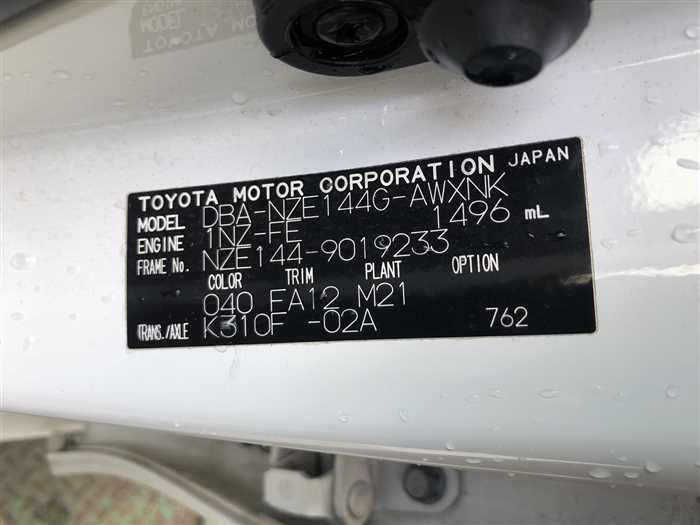 TOYOTA MOTOR CORPORATION JAPAN
MODEL DBA-NZE144G-AWXNK
ENGINE 1NZ-FE 1496 mL
FRAME No. NZE144-9019233
COLOR TRIM PLANT OPTION
040 FA12 M21
TRANS./AXLE K310F -02A 762